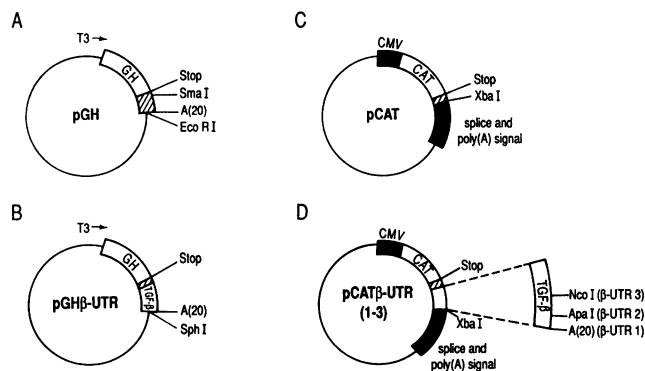 A
T3 →
GH
Stop
Sma I
A(20)
Eco R I
pGH
B
T3 →
GH
TGF-β
Stop
A(20)
Sph I
pGHβ-UTR
C
CMV
CAT
Stop
Xba I
pCAT
splice and
poly(A) signal
D
CMV
CAT
Stop
pCATβ-UTR
(1-3)
Xba I
splice and
poly(A) signal
TGF-β
Nco I (β-UTR 3)
Apa I (β-UTR 2)
A(20) (β-UTR 1)